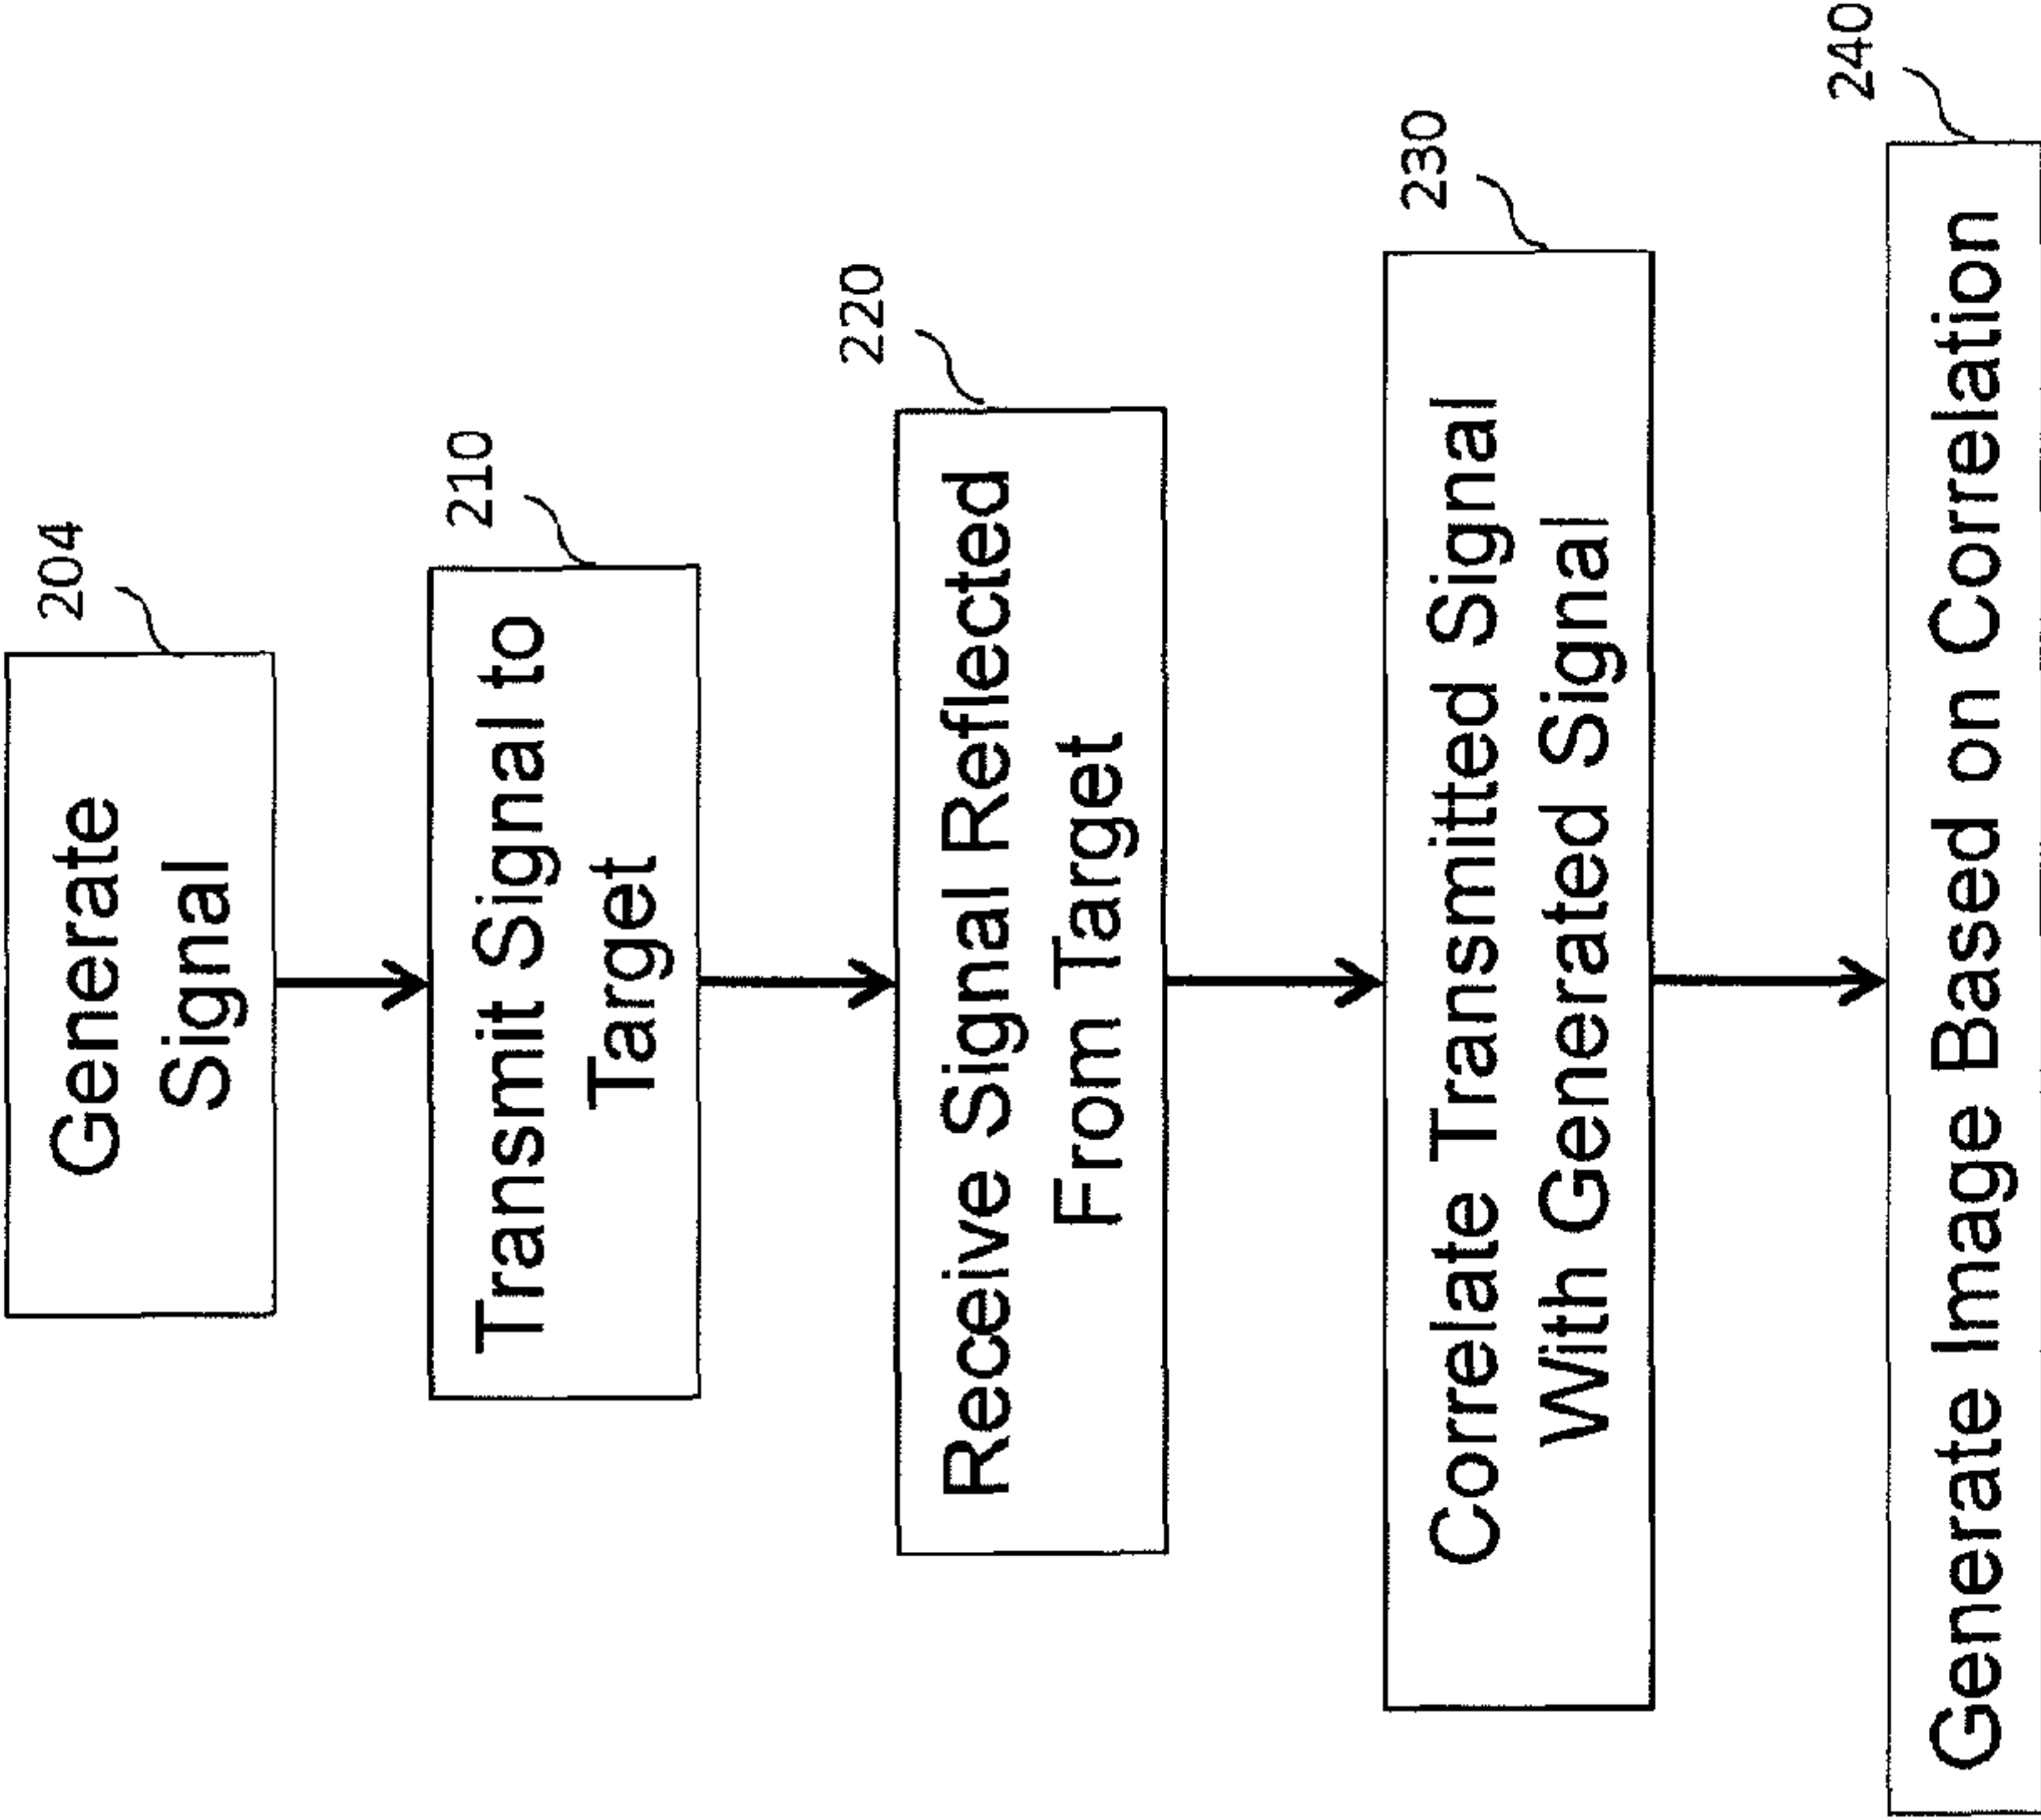 204
Generate
Signal
210
Transmit Signal to
Target
220
Receive Signal Reflected
From Target
230
Correlate Transmitted Signal
With Generated Signal
240
Generate Image Based on Correlation